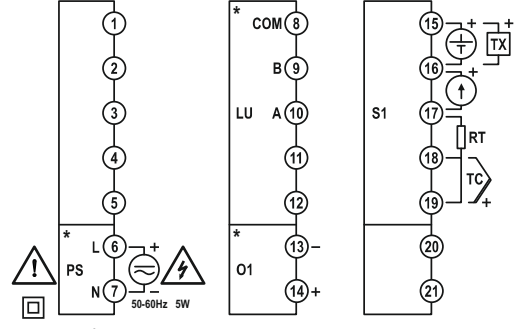 1
2
3
4
5
*
L 6 +
PS
N 7 −
50-60Hz 5W
!
*
COM 8
B 9
LU A 10
11
12
*
13 −
O1
14 +
15 + +
TX
16 +
S1 17
RT
18 −
TC
19 +
20
21